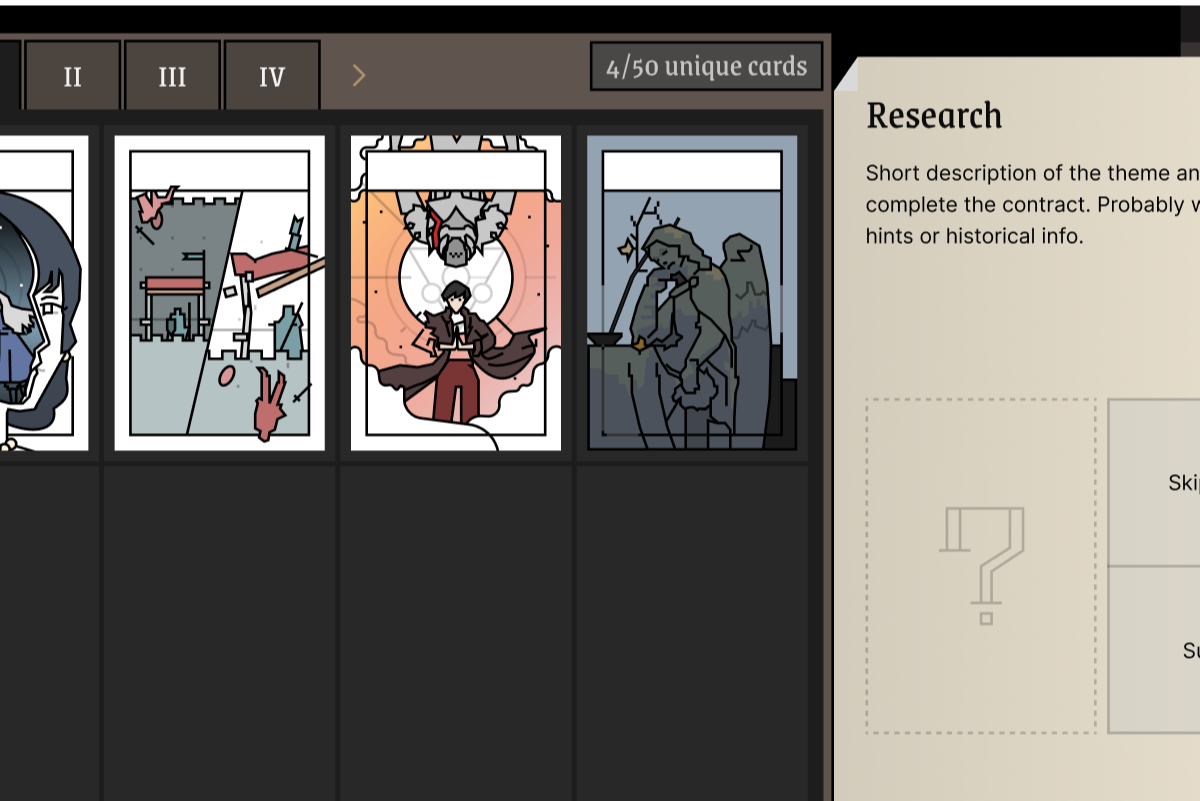 II
III
IV
4/50 unique cards
Research
Short description of the theme an
complete the contract. Probably w
hints or historical info.
?
Ski
Su